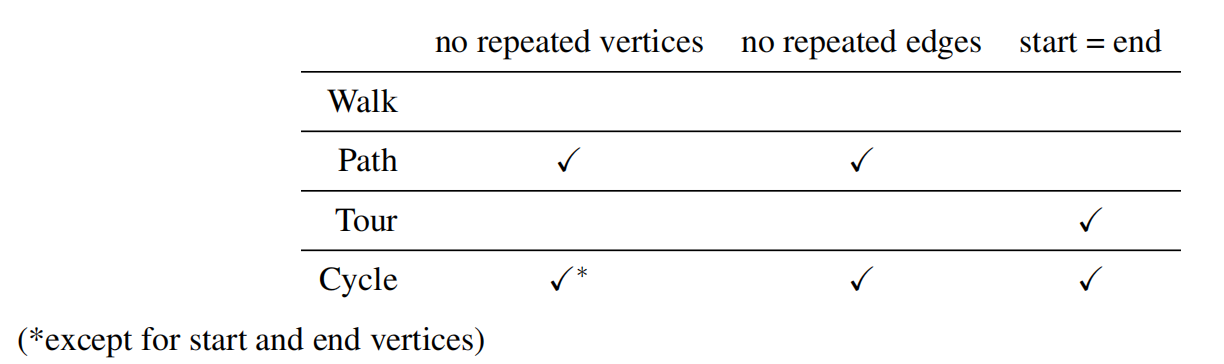 no repeated vertices no repeated edges start = end
Walk
Path ✓ ✓
Tour ✓
Cycle ✓* ✓ ✓
(*except for start and end vertices)